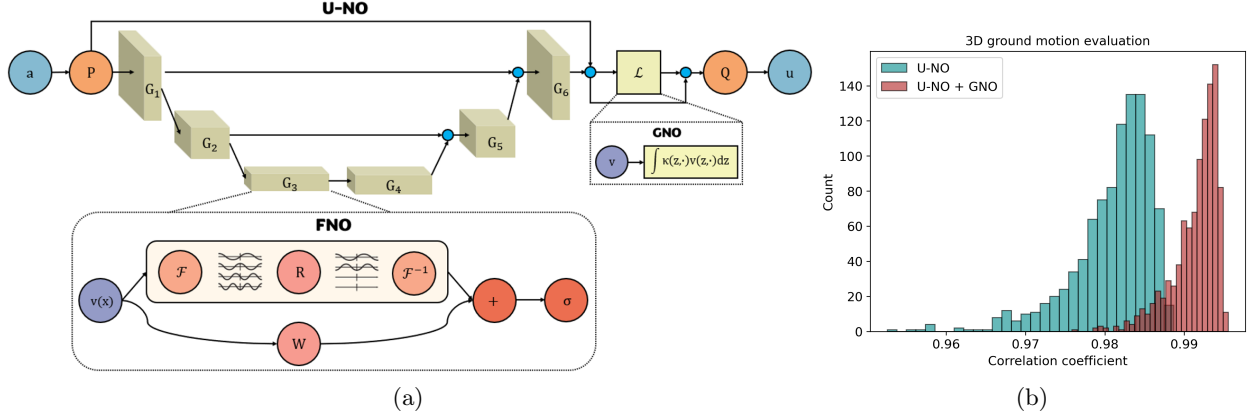 U-NO
a
P
G1
G2
G3
G4
G5
G6
ℒ
Q
u
GNO
v
∫ κ(z,·)v(z,·)dz
FNO
v(x)
ℱ
R
ℱ⁻¹
+
σ
W
(a)
3D ground motion evaluation
U-NO
U-NO + GNO
Count
140
120
100
80
60
40
20
0
0.96 0.97 0.98 0.99
Correlation coefficient
(b)